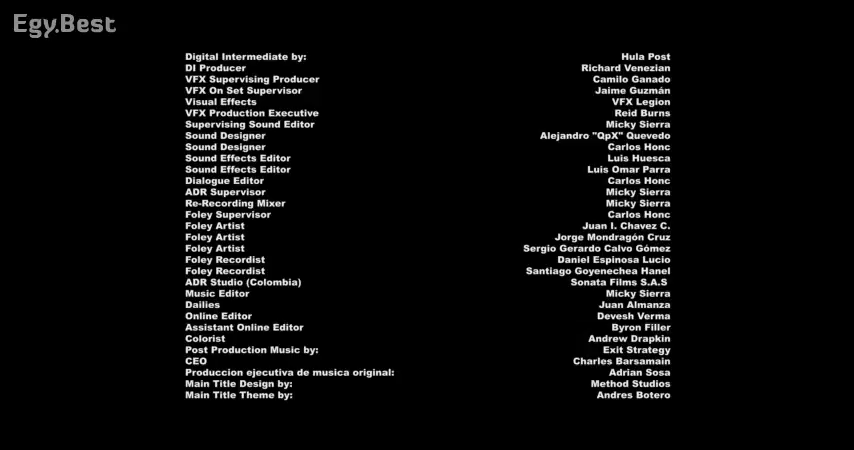 Egy.Best
Digital Intermediate by: Hula Post
DI Producer Richard Venezian
VFX Supervising Producer Camilo Ganado
VFX On Set Supervisor Jaime Guzmán
Visual Effects VFX Legion
VFX Production Executive Reid Burns
Supervising Sound Editor Micky Sierra
Sound Designer Alejandro "QpX" Quevedo
Sound Designer Carlos Honc
Sound Effects Editor Luis Huesca
Sound Effects Editor Luis Omar Parra
Dialogue Editor Carlos Honc
ADR Supervisor Micky Sierra
Re-Recording Mixer Micky Sierra
Foley Supervisor Carlos Honc
Foley Artist Juan I. Chavez C.
Foley Artist Jorge Mondragón Cruz
Foley Artist Sergio Gerardo Calvo Gómez
Foley Recordist Daniel Espinosa Lucio
Foley Recordist Santiago Goyenechea Hanel
ADR Studio (Colombia) Sonata Films S.A.S
Music Editor Micky Sierra
Dailies Juan Almanza
Online Editor Devesh Verma
Assistant Online Editor Byron Filler
Colorist Andrew Drapkin
Post Production Music by: Exit Strategy
CEO Charles Barsamain
Produccion ejecutiva de musica original: Adrian Sosa
Main Title Design by: Method Studios
Main Title Theme by: Andres Botero